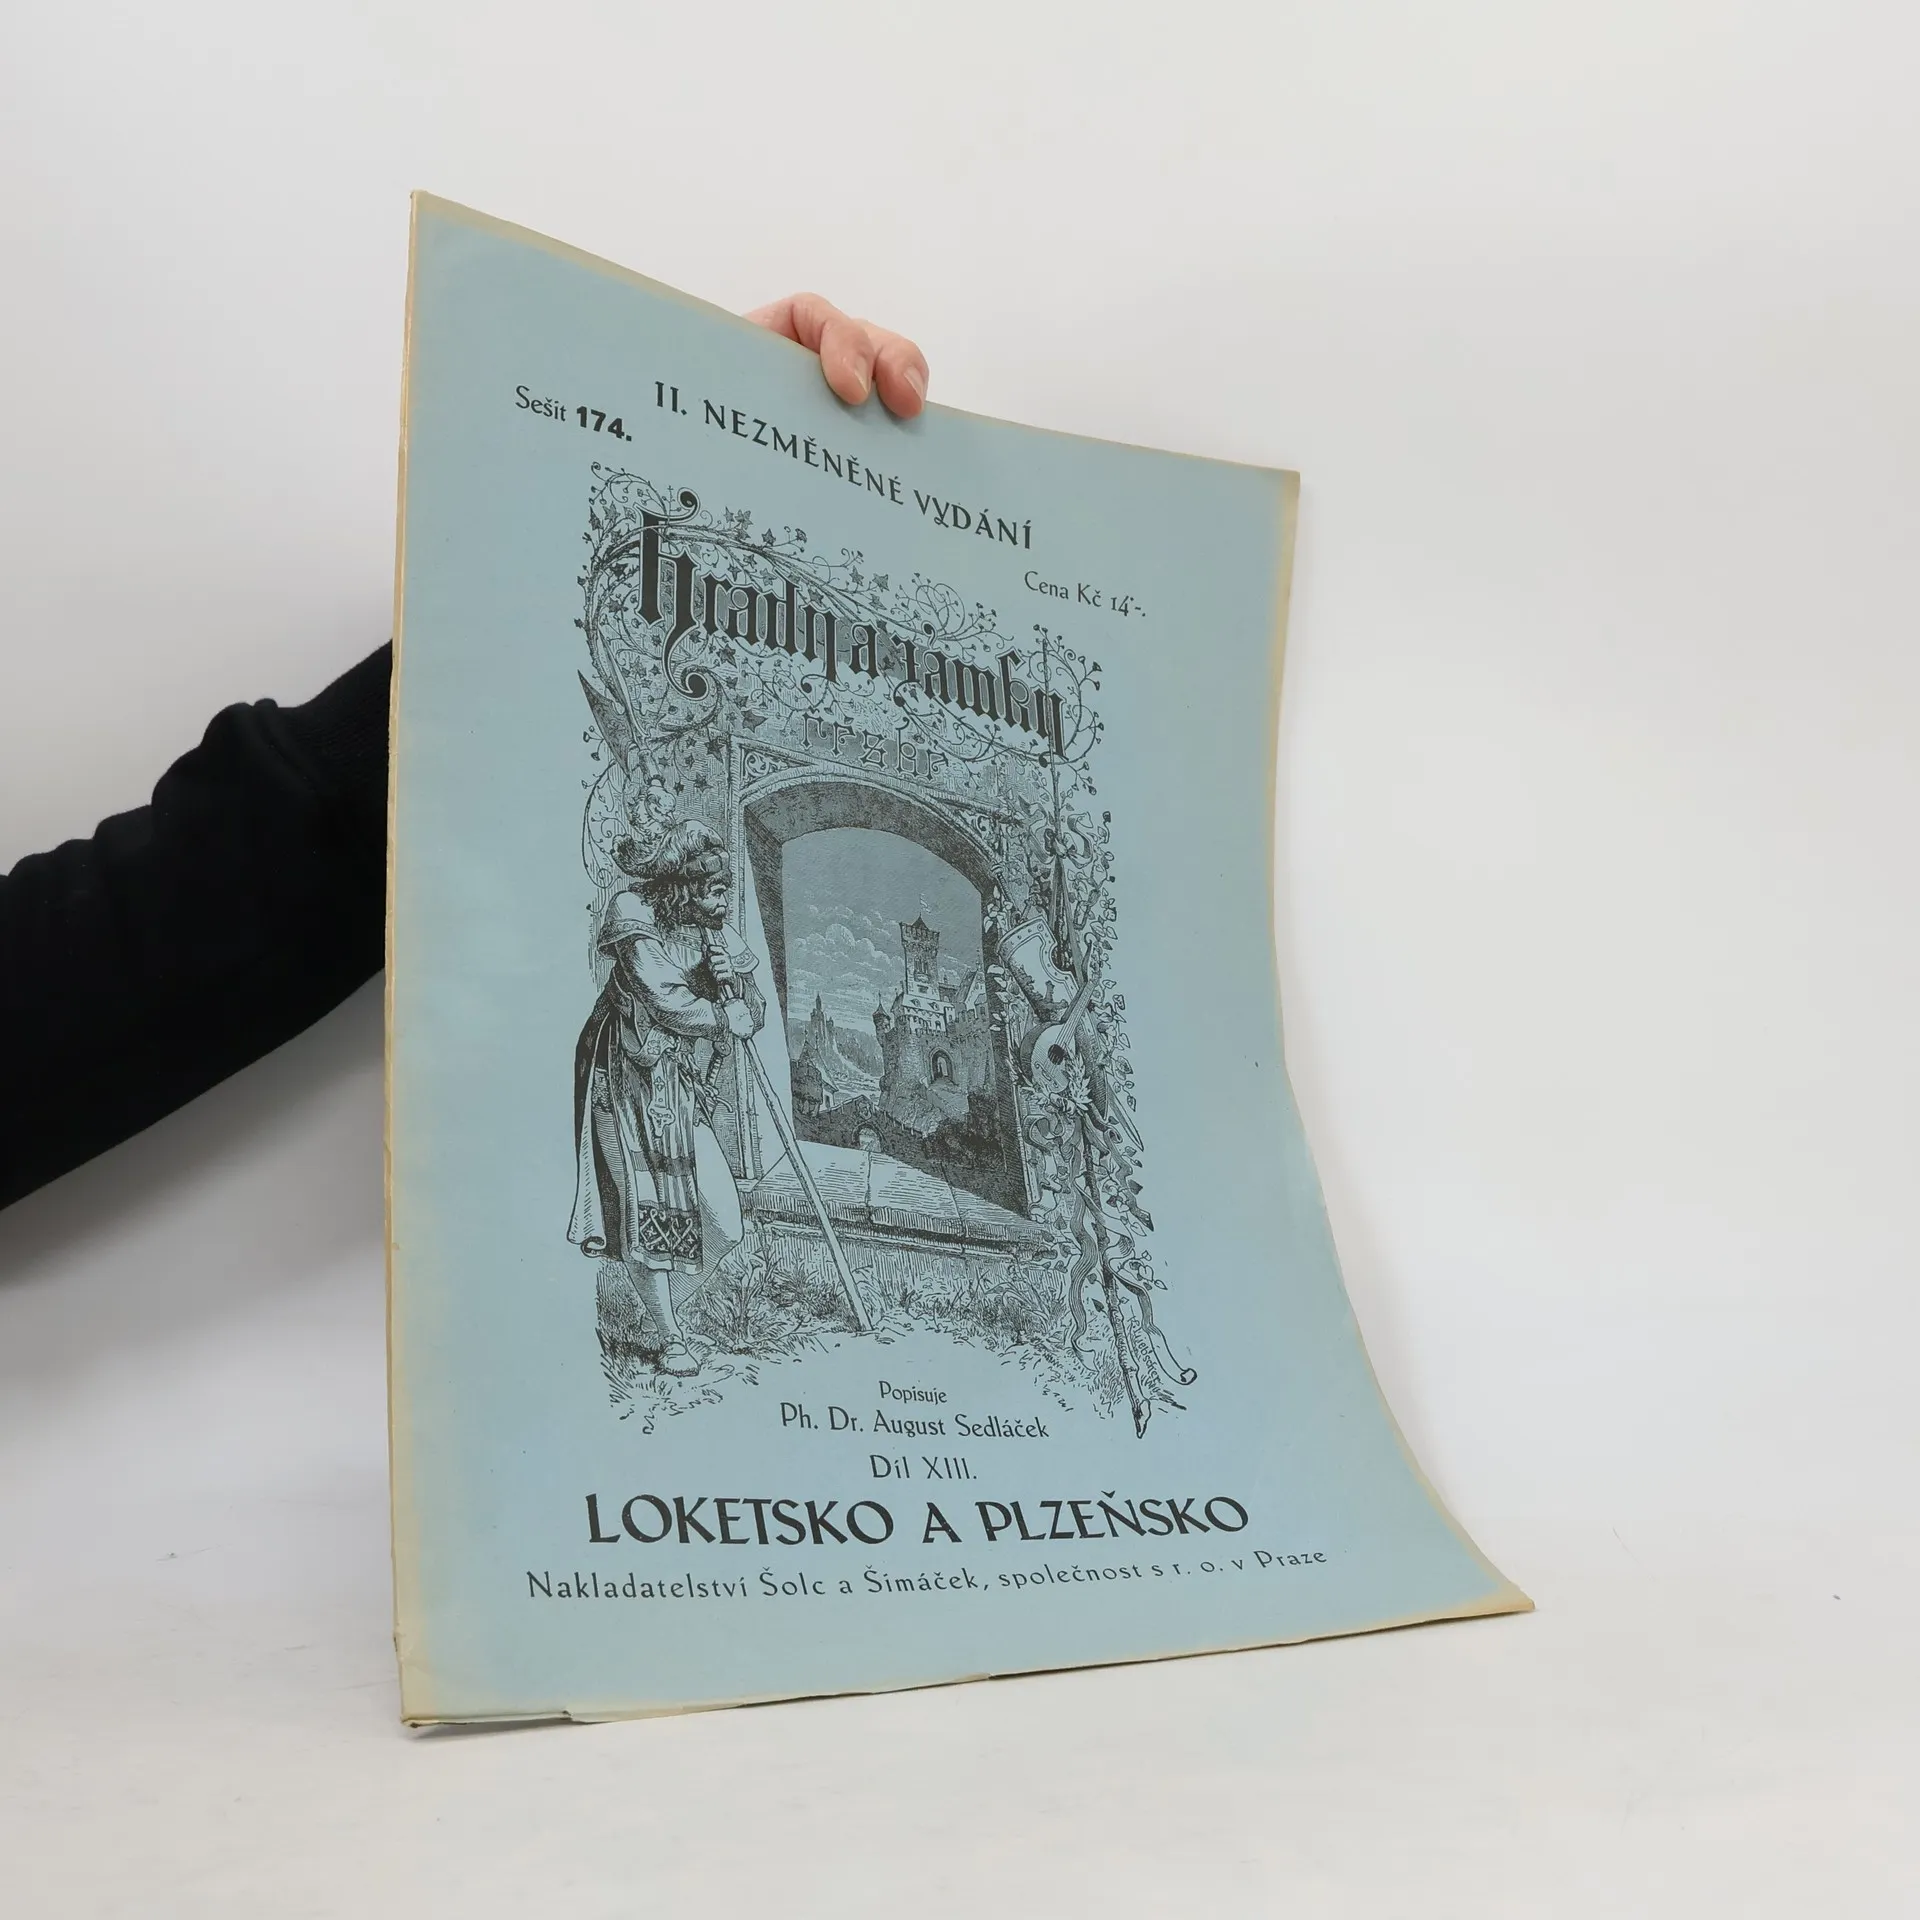 Sešit 174.
II. NEZMĚNĚNÉ VYDÁNÍ
Cena Kč 14·-.
Hrady a zámky
české
Popisuje
Ph. Dr. August Sedláček
Díl XIII.
LOKETSKO A PLZEŇSKO
Nakladatelství Šolc a Šimáček, společnost s r. o. v Praze